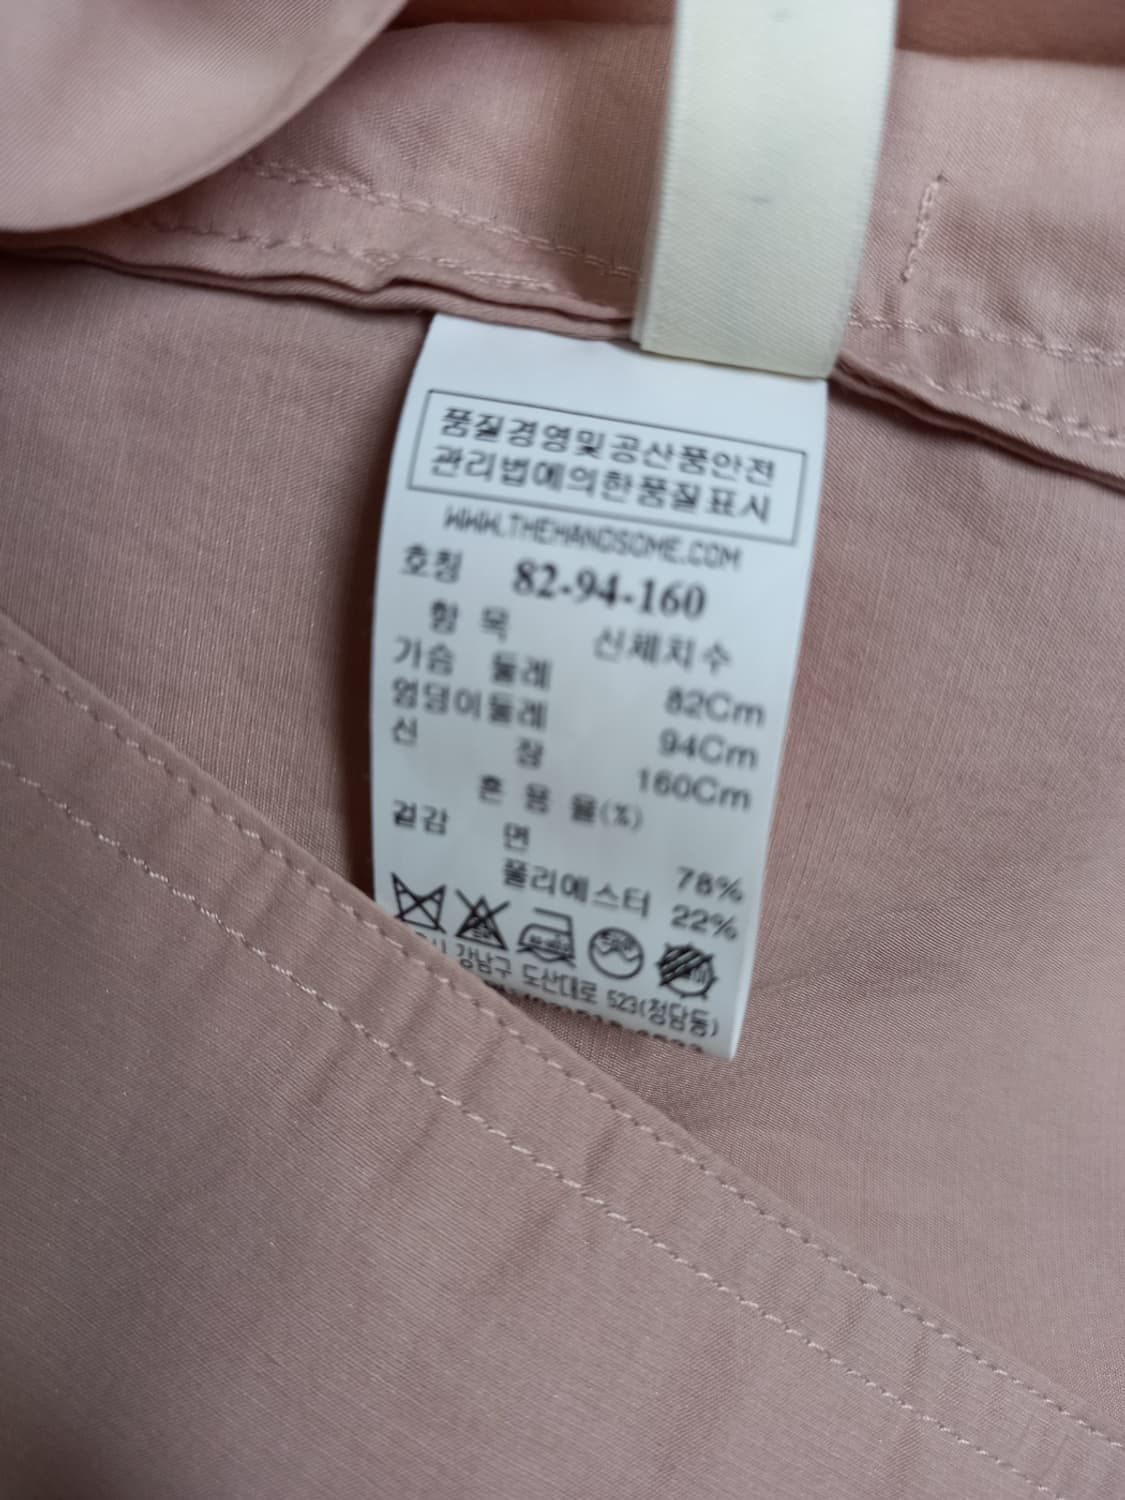 품질경영및공산품안전
관리법에의한품질표시
WWW.THEHANDSOME.COM
호칭 82-94-160
항 목 신체치수
가슴 둘레 82Cm
엉덩이둘레 94Cm
신 장 160Cm
혼 용 율(%)
겉감 면 78%
폴리에스터 22%
강남구 도산대로 523(청담동)